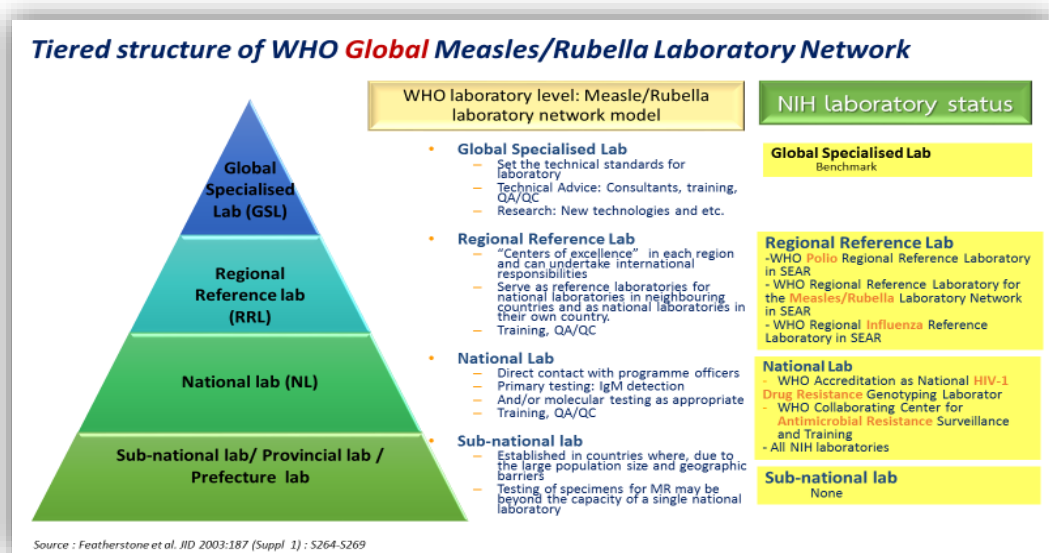 Tiered structure of WHO Global Measles/Rubella Laboratory Network
Global
Specialised
Lab (GSL)
Regional
Reference lab
(RRL)
National lab (NL)
Sub-national lab/ Provincial lab /
Prefecture lab
WHO laboratory level: Measle/Rubella
laboratory network model
• Global Specialised Lab
– Set the technical standards for
laboratory
– Technical Advice: Consultants, training,
QA/QC
– Research: New technologies and etc.
• Regional Reference Lab
– “Centers of excellence” in each region
and can undertake international
responsibilities
– Serve as reference laboratories for
national laboratories in neighbouring
countries and as national laboratories in
their own country.
– Training, QA/QC
• National Lab
– Direct contact with programme officers
– Primary testing: IgM detection
– And/or molecular testing as appropriate
– Training, QA/QC
• Sub-national lab
– Established in countries where, due to
the large population size and geographic
barriers
– Testing of specimens for MR may be
beyond the capacity of a single national
laboratory
NIH laboratory status
Global Specialised Lab
Benchmark
Regional Reference Lab
-WHO Polio Regional Reference Laboratory
in SEAR
- WHO Regional Reference Laboratory for
the Measles/Rubella Laboratory Network
in SEAR
- WHO Regional Influenza Reference
Laboratory in SEAR
National Lab
- WHO Accreditation as National HIV-1
Drug Resistance Genotyping Laborator
- WHO Collaborating Center for
Antimicrobial Resistance Surveillance
and Training
- All NIH laboratories
Sub-national lab
None
Source : Featherstone et al. JID 2003:187 (Suppl 1) : S264-S269